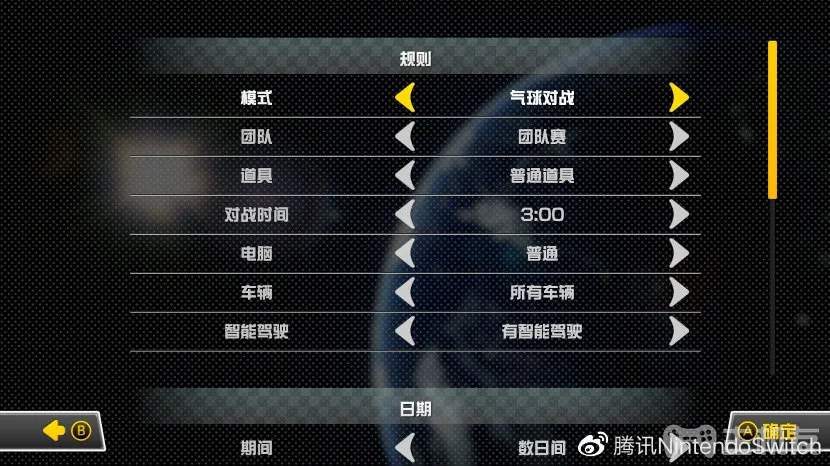 规则
模式 气球对战
团队 团队赛
道具 普通道具
对战时间 3:00
电脑 普通
车辆 所有车辆
智能驾驶 有智能驾驶
日期
B
A 确定
期间 数日间
腾讯NintendoSwitch